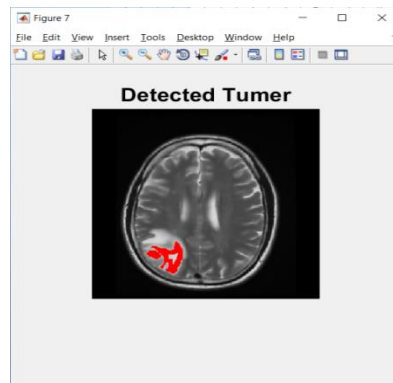 Figure 7
File Edit View Insert Tools Desktop Window Help
Detected Tumer